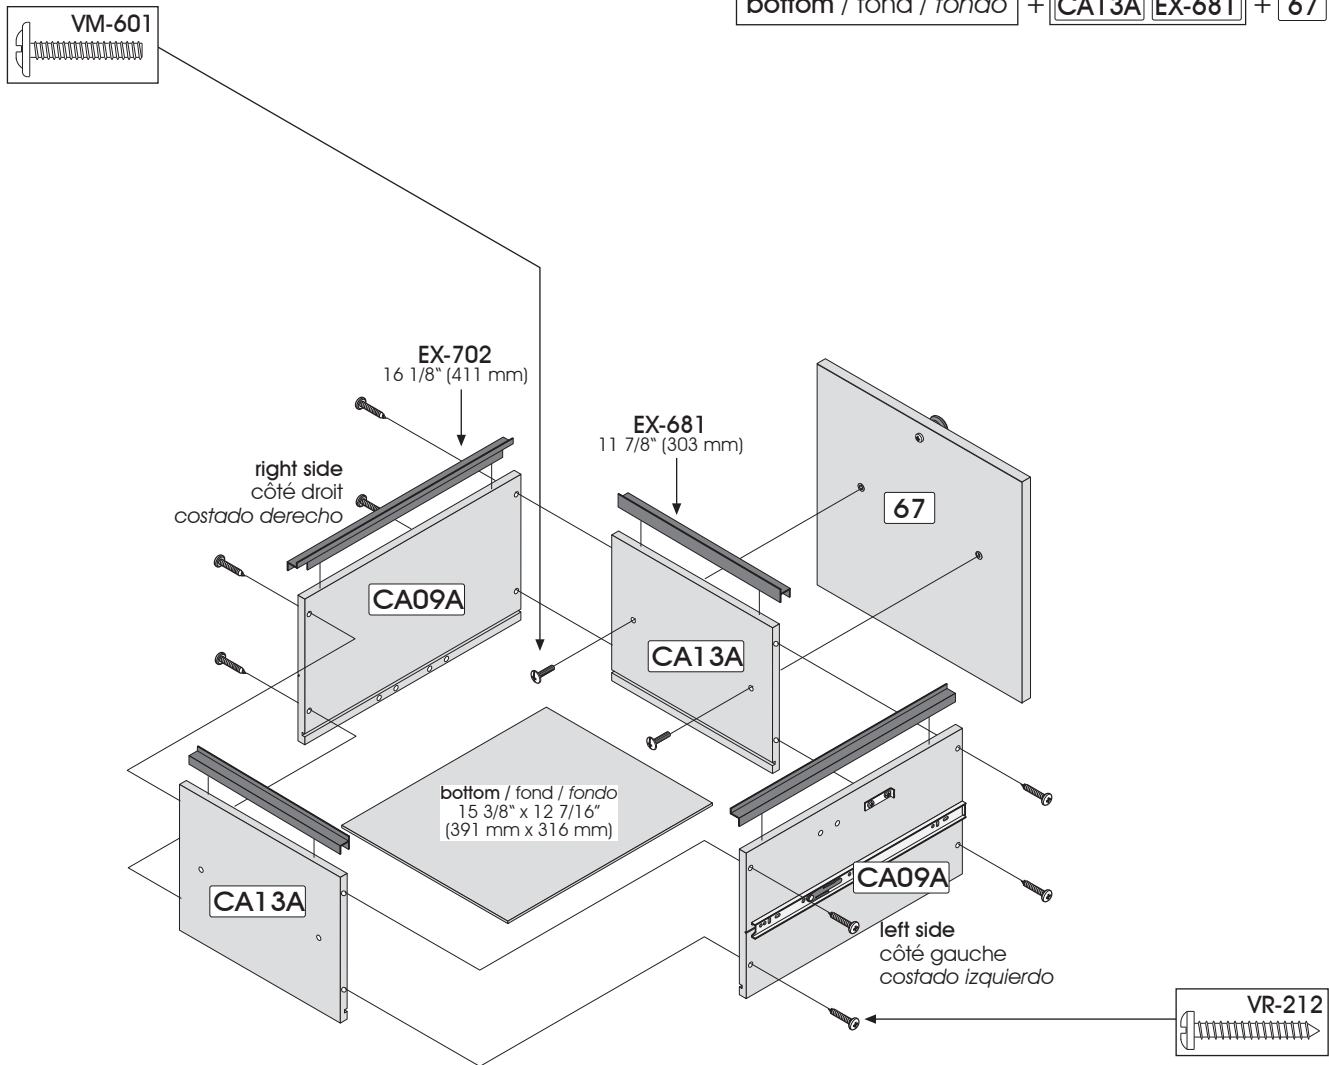 bottom / fond / fondo + CA13A EX-681 + 67
VM-601
EX-702
16 1/8“ (411 mm)
EX-681
11 7/8“ (303 mm)
right side
côté droit
costado derecho
67
CA09A
CA13A
bottom / fond / fondo
15 3/8“ x 12 7/16”
(391 mm x 316 mm)
CA13A
CA09A
left side
côté gauche
costado izquierdo
VR-212